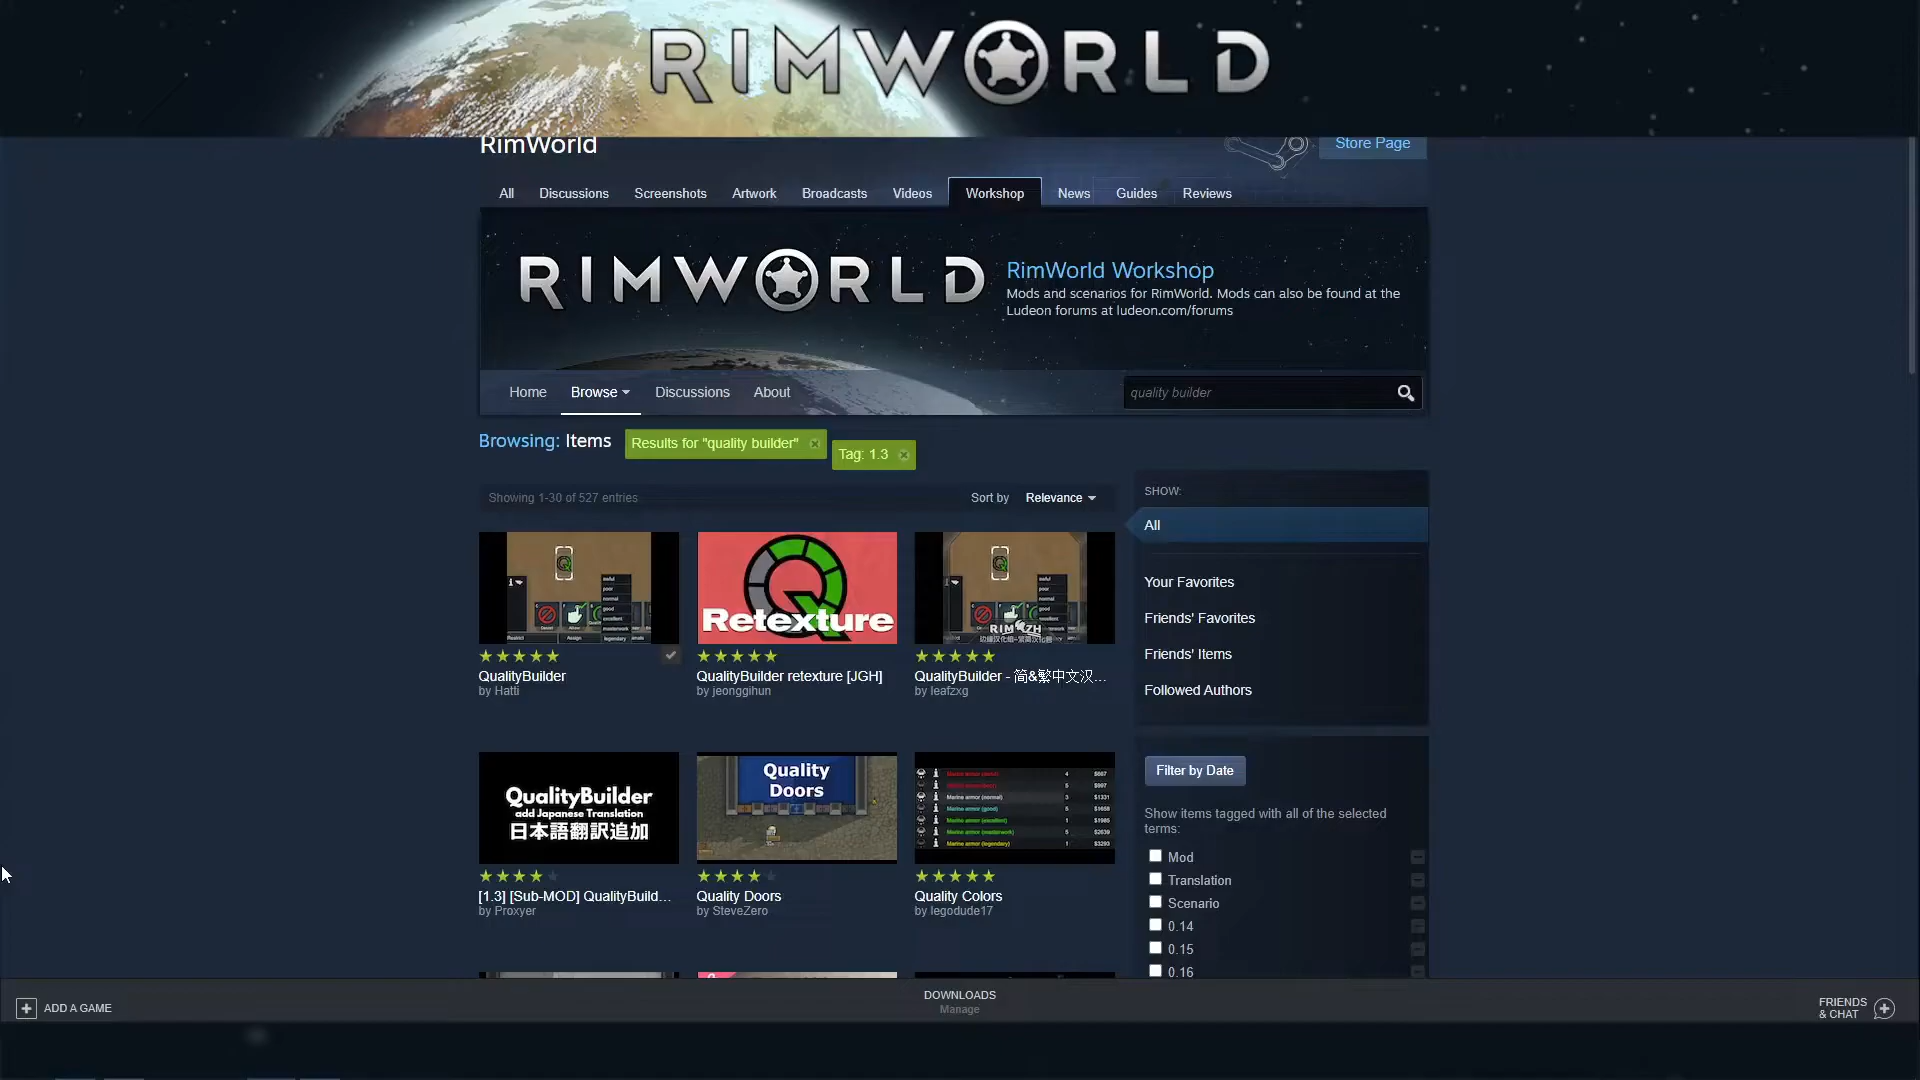 RIMWORLD
RimWorld
Store Page
All
Discussions
Screenshots
Artwork
Broadcasts
Videos
Workshop
News
Guides
Reviews
RIMWORLD
RimWorld Workshop
Mods and scenarios for RimWorld. Mods can also be found at the
Ludeon forums at ludeon.com/forums
Home
Browse
Discussions
About
quality builder
Browsing: Items
Results for "quality builder"
Tag: 1.3
Showing 1-30 of 527 entries
Sort by
Relevance
Retexture
QualityBuilder
by Hatti
QualityBuilder retexture [JGH]
by jeonggihun
QualityBuilder - 简&繁中文汉...
by leafzxg
QualityBuilder
add Japanese Translation
日本語翻訳追加
Quality
Doors
[1.3] [Sub-MOD] QualityBuild...
by Proxyer
Quality Doors
by SteveZero
Quality Colors
by legodude17
SHOW:
All
Your Favorites
Friends' Favorites
Friends' Items
Followed Authors
Filter by Date
Show items tagged with all of the selected
terms:
Mod
Translation
Scenario
0.14
0.15
0.16
ADD A GAME
DOWNLOADS
Manage
FRIENDS
& CHAT